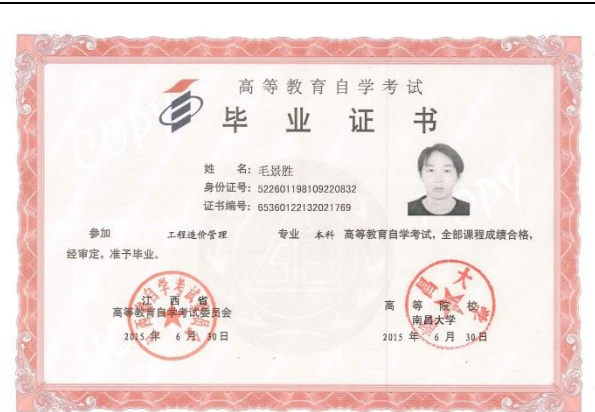 高等教育自学考试
毕业证书
姓 名: 毛景胜
身份证号: 522601198109220832
证书编号: 65360122132021769
参加 工程造价管理 专业 本科 高等教育自学考试，全部课程成绩合格，
经审定，准予毕业。
江西省
高等教育自学考试委员会
2015 年 6 月 30 日
高等院校
南昌大学
2015 年 6 月 30 日
COPY
COPY